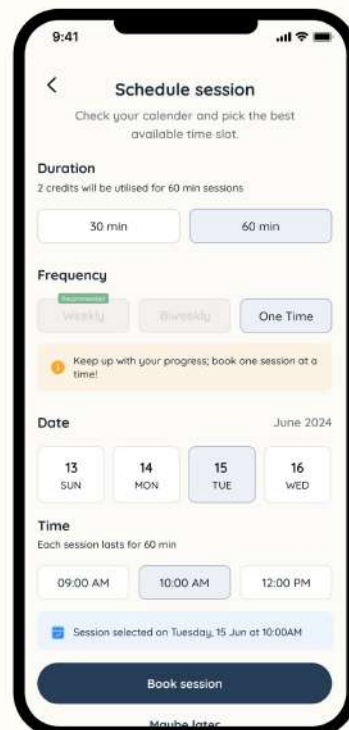 9:41
Schedule session
Check your calender and pick the best
available time slot.
Duration
2 credits will be utilised for 60 min sessions
30 min 60 min
Frequency
Recommended
Weekly Biweekly One Time
Keep up with your progress; book one session at a
time!
Date June 2024
13 14 15 16
SUN MON TUE WED
Time
Each session lasts for 60 min
09:00 AM 10:00 AM 12:00 PM
Session selected on Tuesday, 15 Jun at 10:00AM
Book session
Maybe later